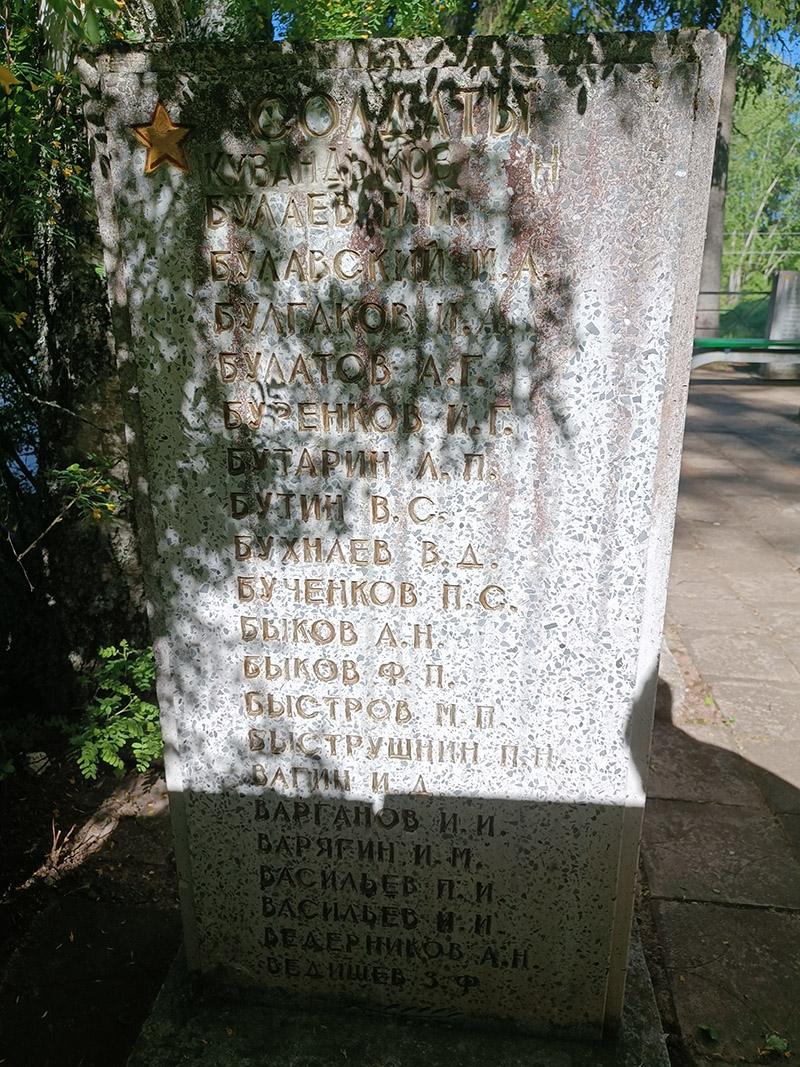 СОЛДАТЫ
Н
БУЛАЕВ И.
БУЛАВСКИЙ И.А.
БУЛГАКОВ И.
БУЛАТОВ А.Г.
БУРЕНКОВ И.Г.
БУТАРИН Л.П.
БУТИН В.С.
БУХНАЕВ В.Д.
БУЧЕНКОВ П.С.
БЫКОВ А.Н.
БЫКОВ Ф.П.
БЫСТРОВ М.П.
БЫСТРУШНИН П.Н.
ВАГИН И.Д.
ВАРГАНОВ И.И.
ВАРЯГИН И.М.
ВАСИЛЬЕВ П.И.
ВАСИЛЬЕВ И.И.
ВЕДЕРНИКОВ А.Н.
ВЕДИЩЕВ З.Ф